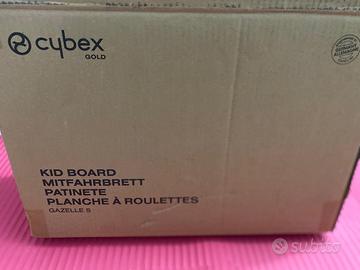 cybex
GOLD
KID BOARD
MITFAHRBRETT
PATINETE
PLANCHE À ROULETTES
GAZELLE S
subito